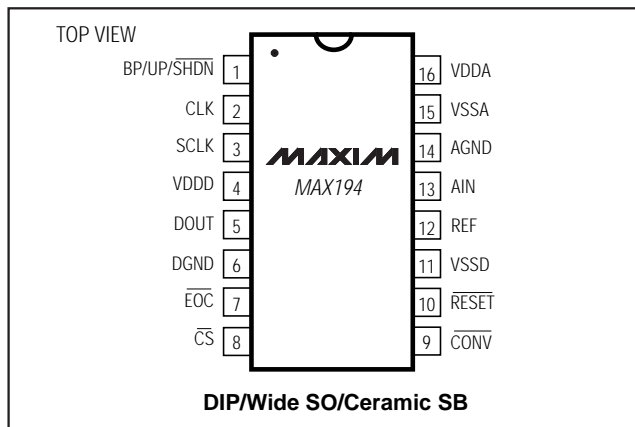 TOP VIEW
BP/UP/SHDN 1
CLK 2
SCLK 3
VDDD 4
DOUT 5
DGND 6
EOC 7
CS 8
MAXIM
MAX194
16 VDDA
15 VSSA
14 AGND
13 AIN
12 REF
11 VSSD
10 RESET
9 CONV
DIP/Wide SO/Ceramic SB